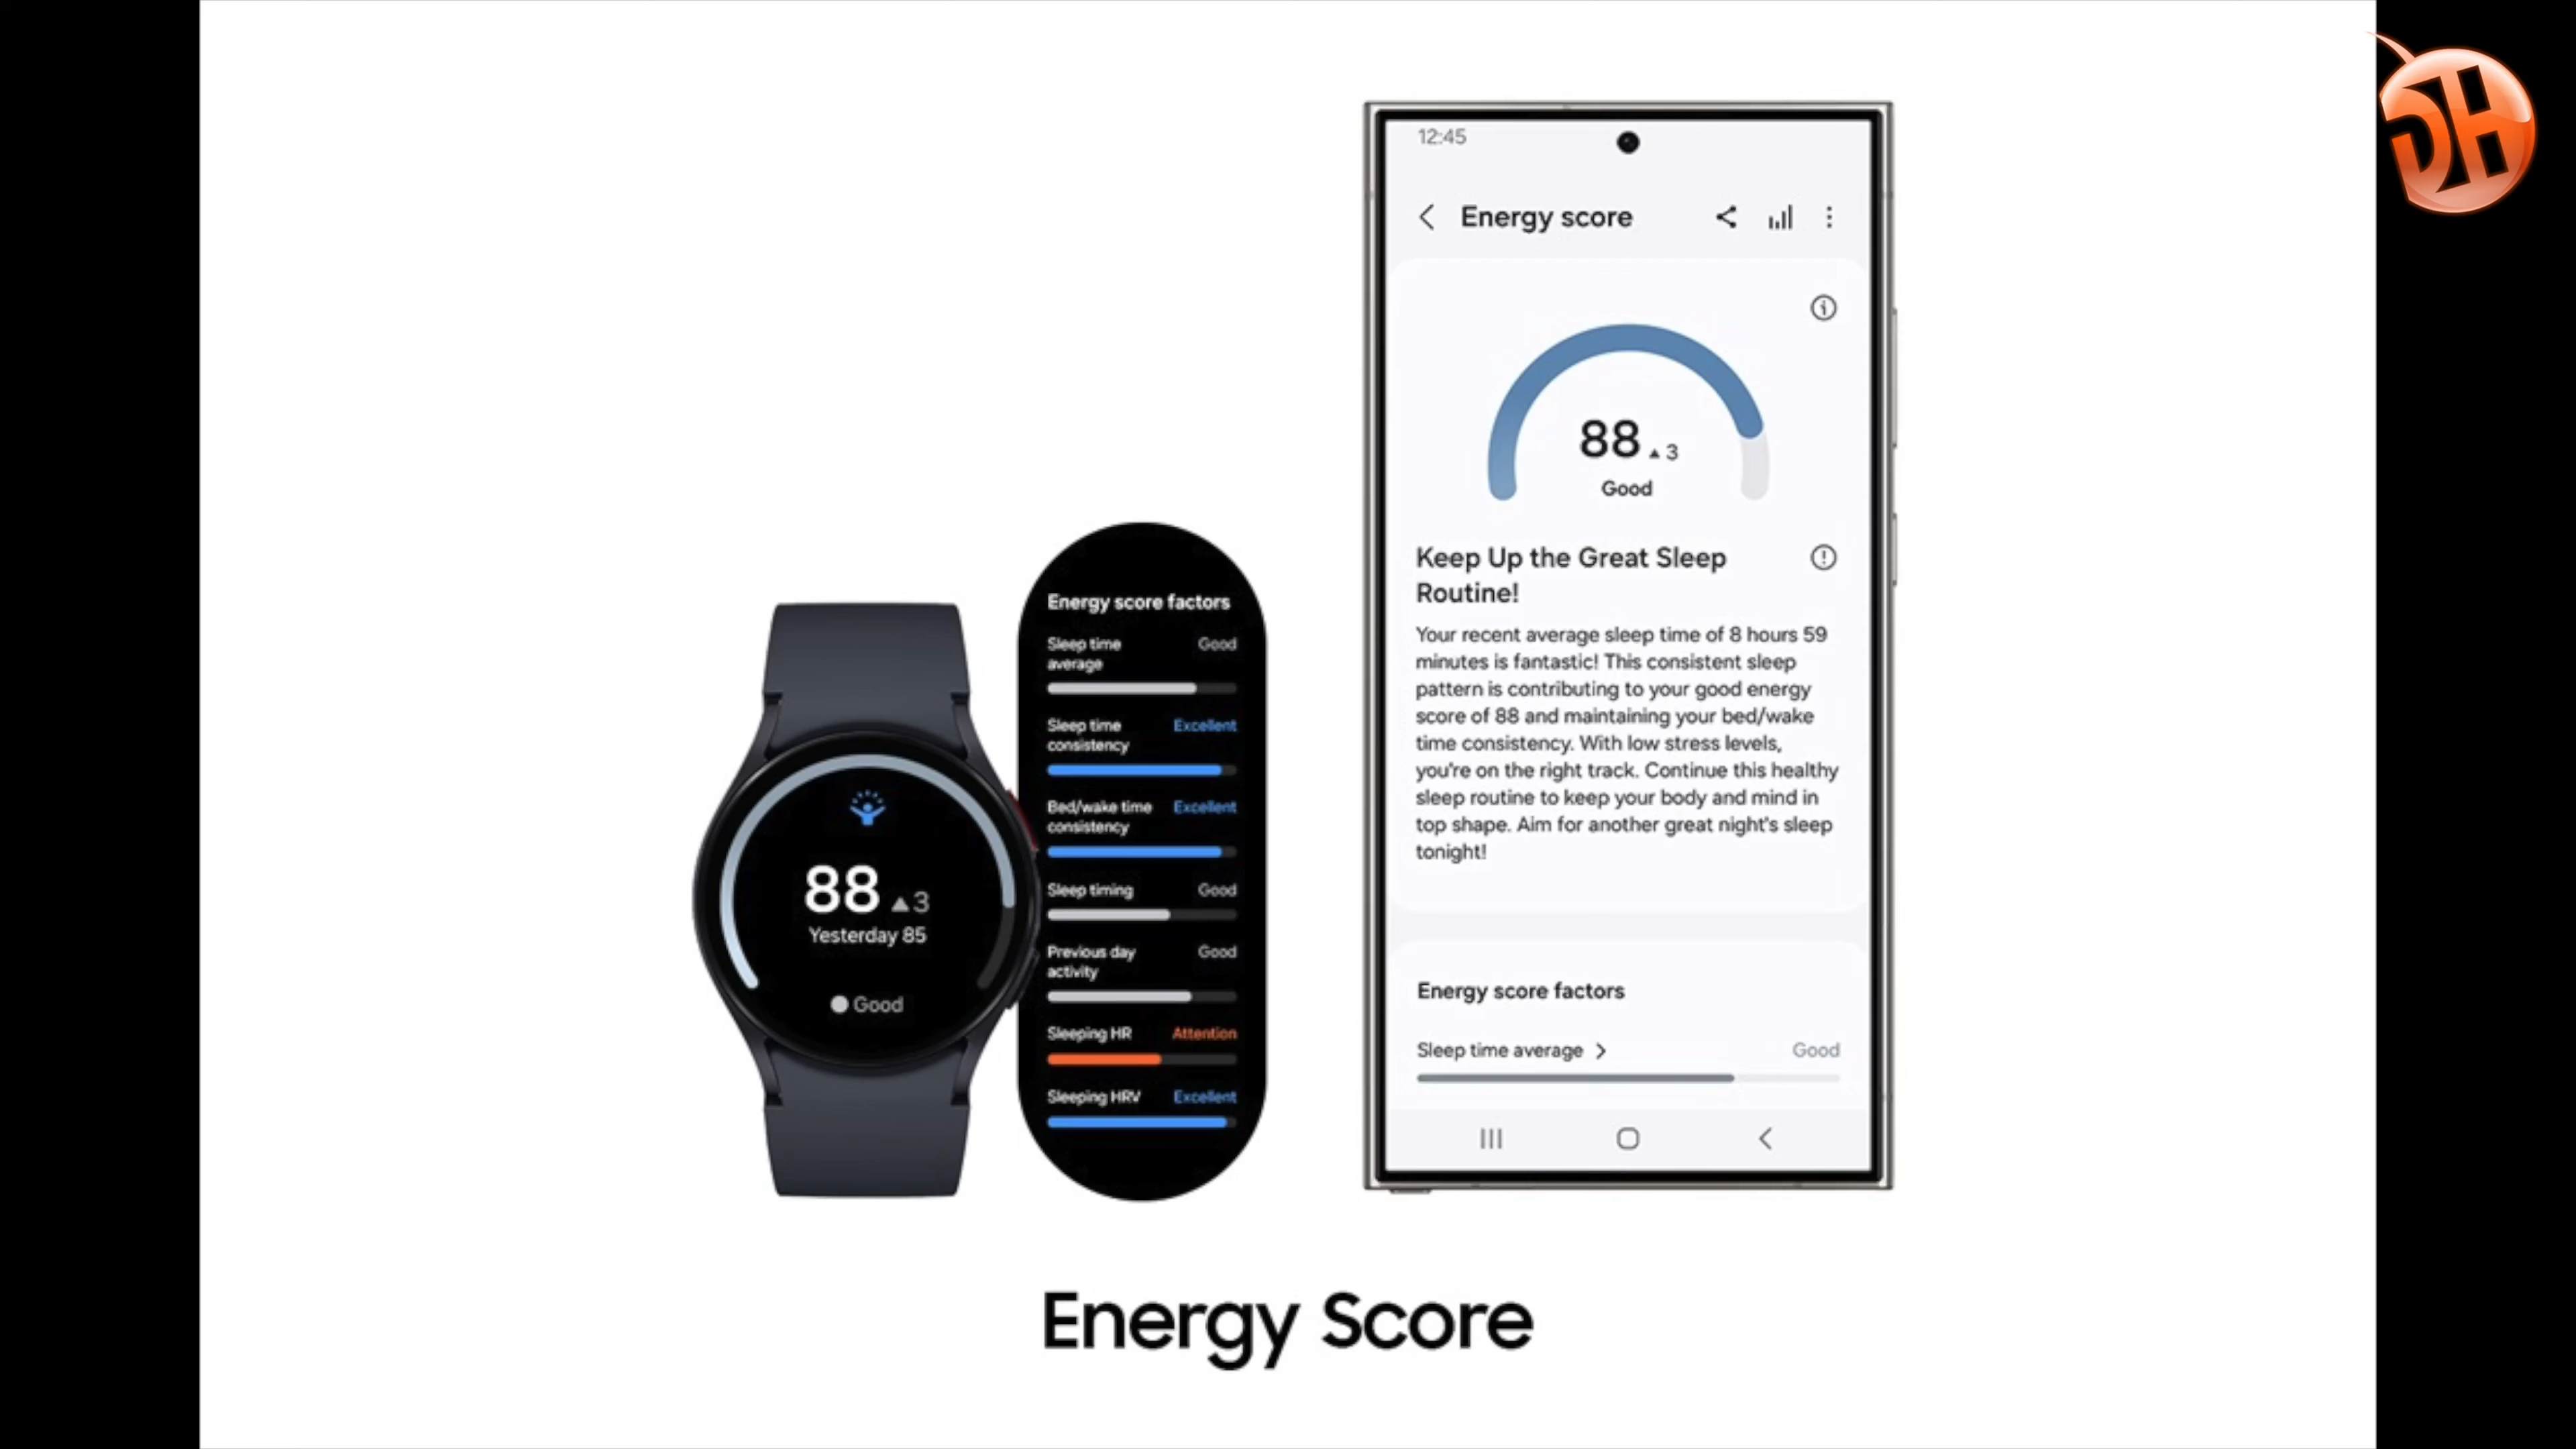 DH
12:45
Energy score
88 ▲ 3
Good
Keep Up the Great Sleep
Routine!
Your recent average sleep time of 8 hours 59
minutes is fantastic! This consistent sleep
pattern is contributing to your good energy
score of 88 and maintaining your bed/wake
time consistency. With low stress levels,
you're on the right track. Continue this healthy
sleep routine to keep your body and mind in
top shape. Aim for another great night's sleep
tonight!
Energy score factors
Sleep time average > Good
Energy score factors
Sleep time Good
average
Sleep time Excellent
consistency
Bed/wake time Excellent
consistency
Sleep timing Good
Previous day Good
activity
Sleeping HR Attention
Sleeping HRV Excellent
88 ▲3
Yesterday 85
Good
Energy Score